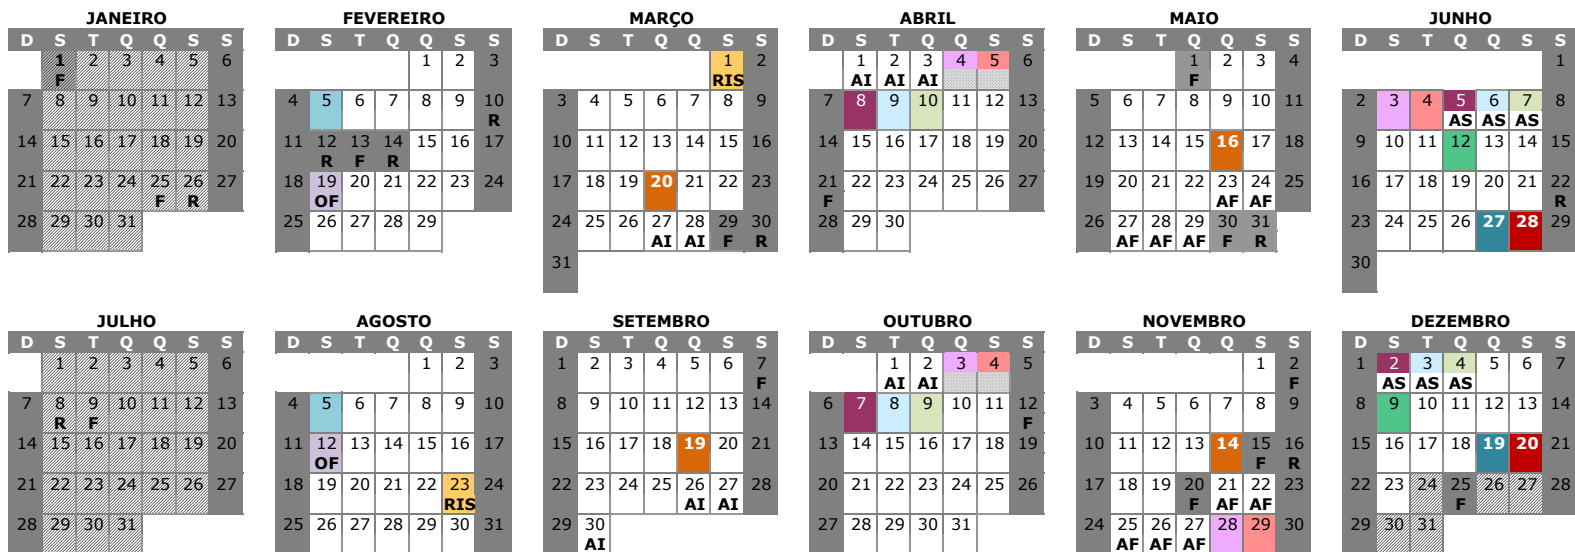 JANEIRO
D S T Q Q S S
1 2 3 4 5 6
F
7 8 9 10 11 12 13
14 15 16 17 18 19 20
21 22 23 24 25 26 27
F R
28 29 30 31
FEVEREIRO
D S T Q Q S S
1 2 3
4 5 6 7 8 9 10
R
11 12 13 14 15 16 17
R F R
18 19 20 21 22 23 24
OF
25 26 27 28 29
MARÇO
D S T Q Q S S
1 2
RIS
3 4 5 6 7 8 9
10 11 12 13 14 15 16
17 18 19 20 21 22 23
24 25 26 27 28 29 30
AI AI F R
31
ABRIL
D S T Q Q S S
1 2 3 4 5 6
AI AI AI
7 8 9 10 11 12 13
14 15 16 17 18 19 20
21 22 23 24 25 26 27
F
28 29 30
MAIO
D S T Q Q S S
1 2 3 4
F
5 6 7 8 9 10 11
12 13 14 15 16 17 18
19 20 21 22 23 24 25
AF AF
26 27 28 29 30 31
AF AF AF F R
JUNHO
D S T Q Q S S
1
2 3 4 5 6 7 8
AS AS AS
9 10 11 12 13 14 15
16 17 18 19 20 21 22
R
23 24 25 26 27 28 29
30
JULHO
D S T Q Q S S
1 2 3 4 5 6
7 8 9 10 11 12 13
R F
14 15 16 17 18 19 20
21 22 23 24 25 26 27
28 29 30 31
AGOSTO
D S T Q Q S S
1 2 3
4 5 6 7 8 9 10
11 12 13 14 15 16 17
OF
18 19 20 21 22 23 24
RIS
25 26 27 28 29 30 31
SETEMBRO
D S T Q Q S S
1 2 3 4 5 6 7
F
8 9 10 11 12 13 14
15 16 17 18 19 20 21
22 23 24 25 26 27 28
AI AI
29 30
AI
OUTUBRO
D S T Q Q S S
1 2 3 4 5
AI AI
6 7 8 9 10 11 12
F
13 14 15 16 17 18 19
20 21 22 23 24 25 26
27 28 29 30 31
NOVEMBRO
D S T Q Q S S
1 2
F
3 4 5 6 7 8 9
10 11 12 13 14 15 16
F R
17 18 19 20 21 22 23
F AF AF
24 25 26 27 28 29 30
AF AF AF
DEZEMBRO
D S T Q Q S S
1 2 3 4 5 6 7
AS AS AS
8 9 10 11 12 13 14
15 16 17 18 19 20 21
22 23 24 25 26 27 28
F
29 30 31